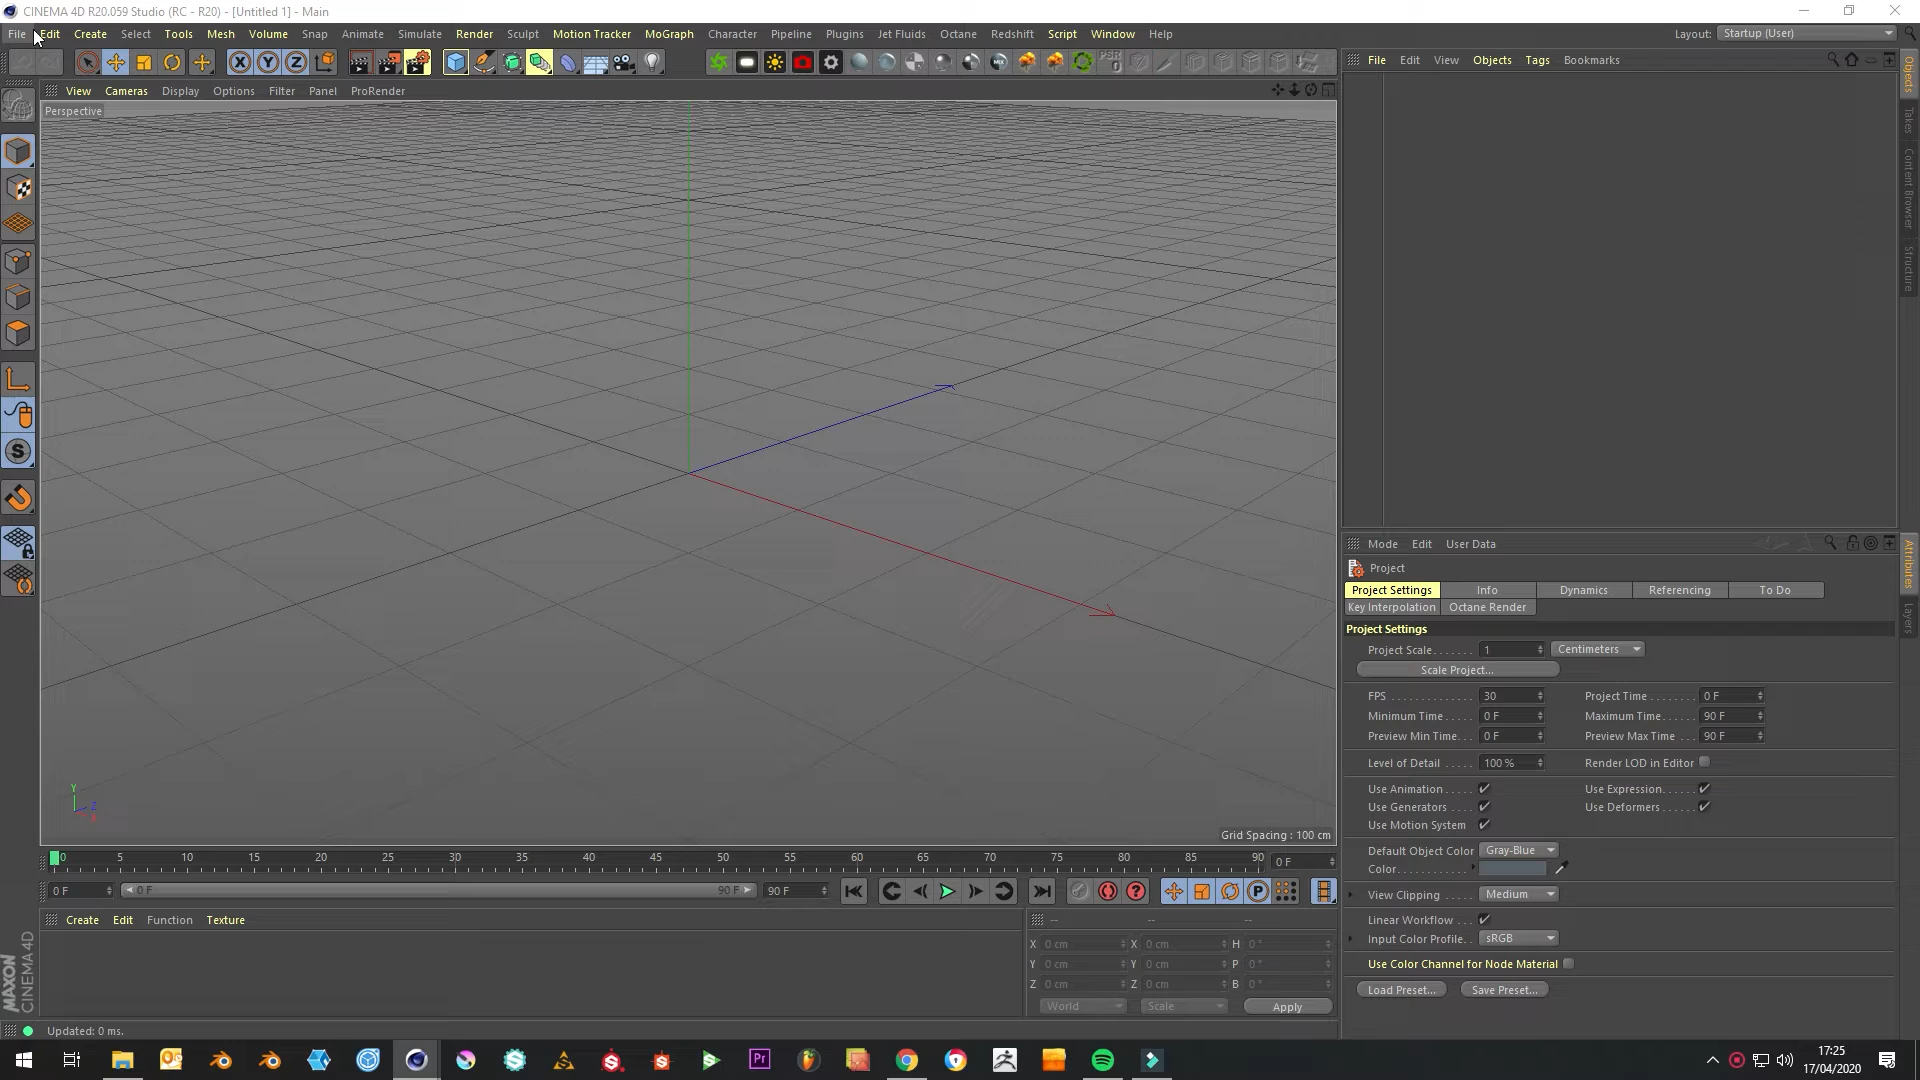 CINEMA 4D R20.059 Studio (RC - R20) - [Untitled 1] - Main
File Edit Create Select Tools Mesh Volume Snap Animate Simulate Render Sculpt Motion Tracker MoGraph Character Pipeline Plugins Jet Fluids Octane Redshift Script Window Help
Layout: Startup (User)
X Y Z
PSR
0
View Cameras Display Options Filter Panel ProRender
Perspective
File Edit View Objects Tags Bookmarks
Objects
Takes
Content Browser
Structure
Mode Edit User Data
Project
Project Settings Info Dynamics Referencing To Do
Key Interpolation Octane Render
Attributes
Layers
Project Settings
Project Scale....... 1 Centimeters
Scale Project...
FPS .............. 30 Project Time ........ 0 F
Minimum Time ..... 0 F Maximum Time...... 90 F
Preview Min Time. . . 0 F Preview Max Time . . . 90 F
Level of Detail ..... 100 % Render LOD in Editor
Use Animation ..... Use Expression......
Use Generators .... Use Deformers ......
Use Motion System
Default Object Color Gray-Blue
Color............
View Clipping ...... Medium
Linear Workflow ...
Input Color Profile. . sRGB
Use Color Channel for Node Material
Load Preset... Save Preset...
Y
Z
X
Grid Spacing : 100 cm
0 5 10 15 20 25 30 35 40 45 50 55 60 65 70 75 80 85 90 0 F
0 F 0 F 90 F 90 F
P
Create Edit Function Texture
-- -- --
X 0 cm X 0 cm H 0 °
Y 0 cm Y 0 cm P 0 °
Z 0 cm Z 0 cm B 0 °
World Scale Apply
MAXON
CINEMA 4D
Updated: 0 ms.
Pr
17:25
17/04/2020